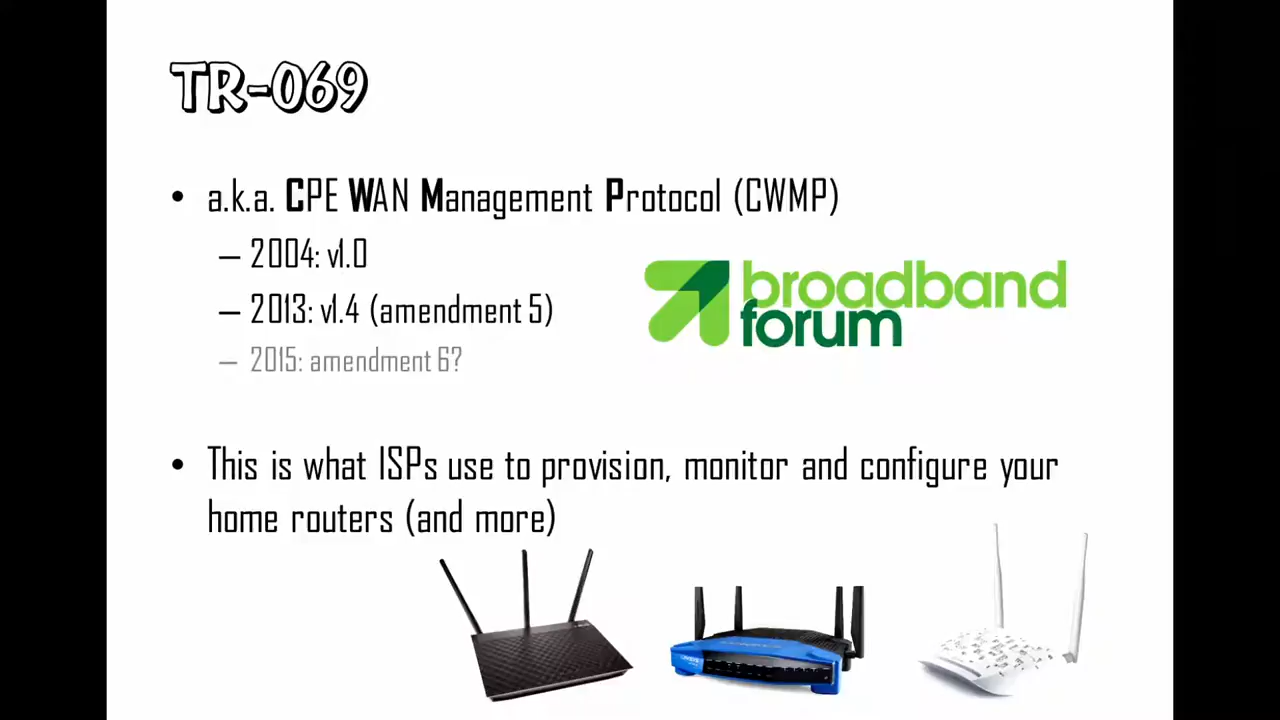 TR-069
• a.k.a. CPE WAN Management Protocol (CWMP)
– 2004: v1.0
– 2013: v1.4 (amendment 5)
– 2015: amendment 6?
broadband
forum
• This is what ISPs use to provision, monitor and configure your
home routers (and more)